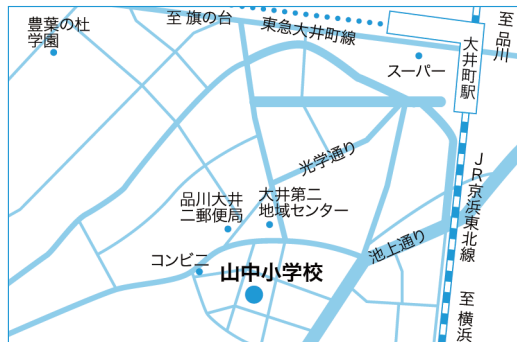 豊葉の杜
学園
至 旗の台
東急大井町線
至 品川
大井町駅
スーパー
光学通り
JR京浜東北線
品川大井
二郵便局
大井第二
地域センター
池上通り
コンビニ
山中小学校
至 横浜